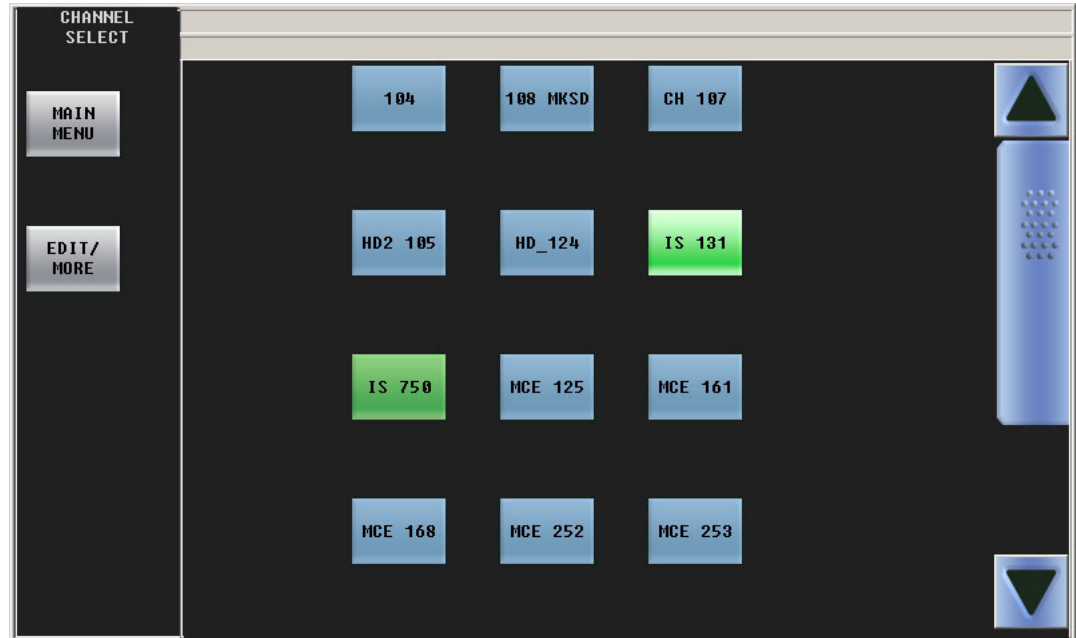 CHANNEL
SELECT
MAIN
MENU
EDIT/
MORE
104
108 MKSD
CH 107
HD2 105
HD_124
IS 131
IS 750
MCE 125
MCE 161
MCE 168
MCE 252
MCE 253